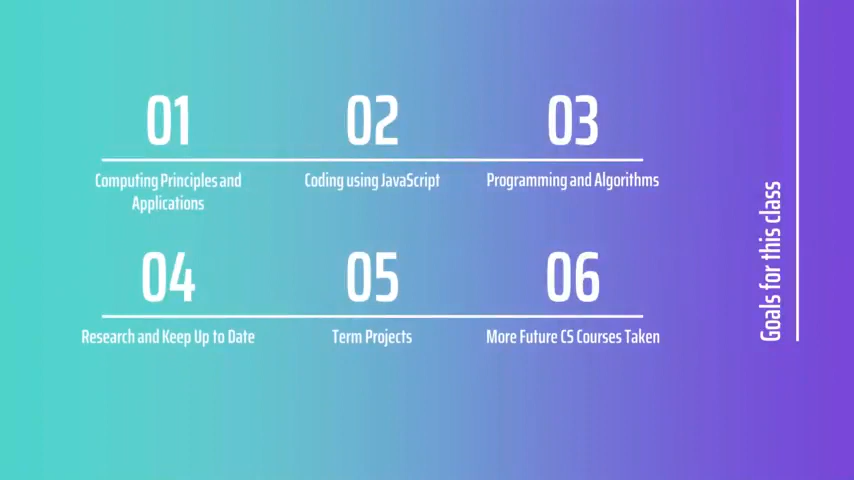 01
02
03
Computing Principles and
Applications
Coding using JavaScript
Programming and Algorithms
04
05
06
Research and Keep Up to Date
Term Projects
More Future CS Courses Taken
Goals for this class